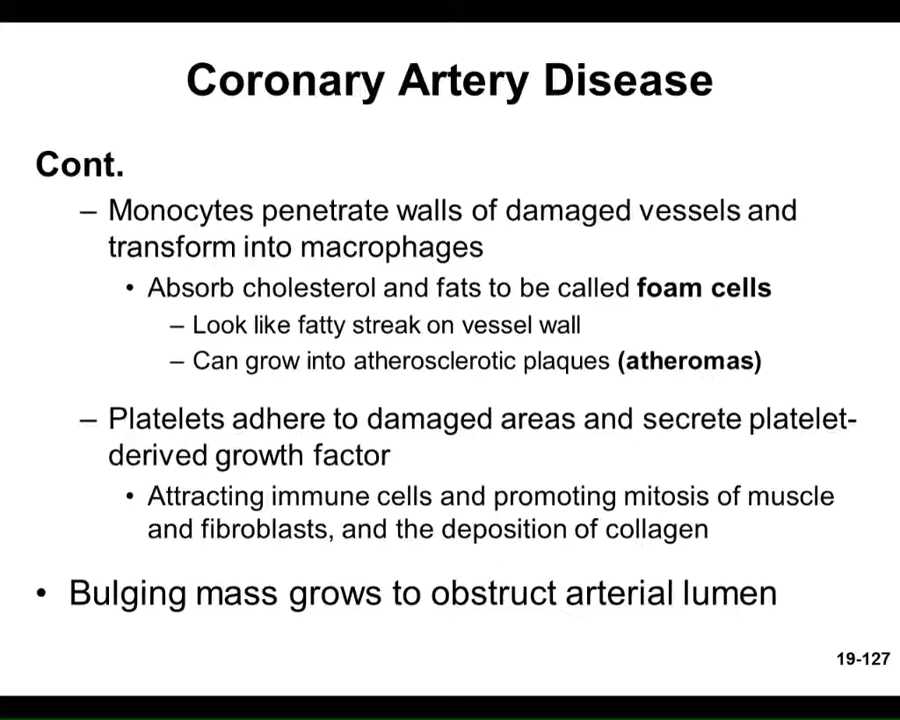 Coronary Artery Disease
Cont.
– Monocytes penetrate walls of damaged vessels and
transform into macrophages
• Absorb cholesterol and fats to be called foam cells
– Look like fatty streak on vessel wall
– Can grow into atherosclerotic plaques (atheromas)
– Platelets adhere to damaged areas and secrete platelet-
derived growth factor
• Attracting immune cells and promoting mitosis of muscle
and fibroblasts, and the deposition of collagen
• Bulging mass grows to obstruct arterial lumen
19-127